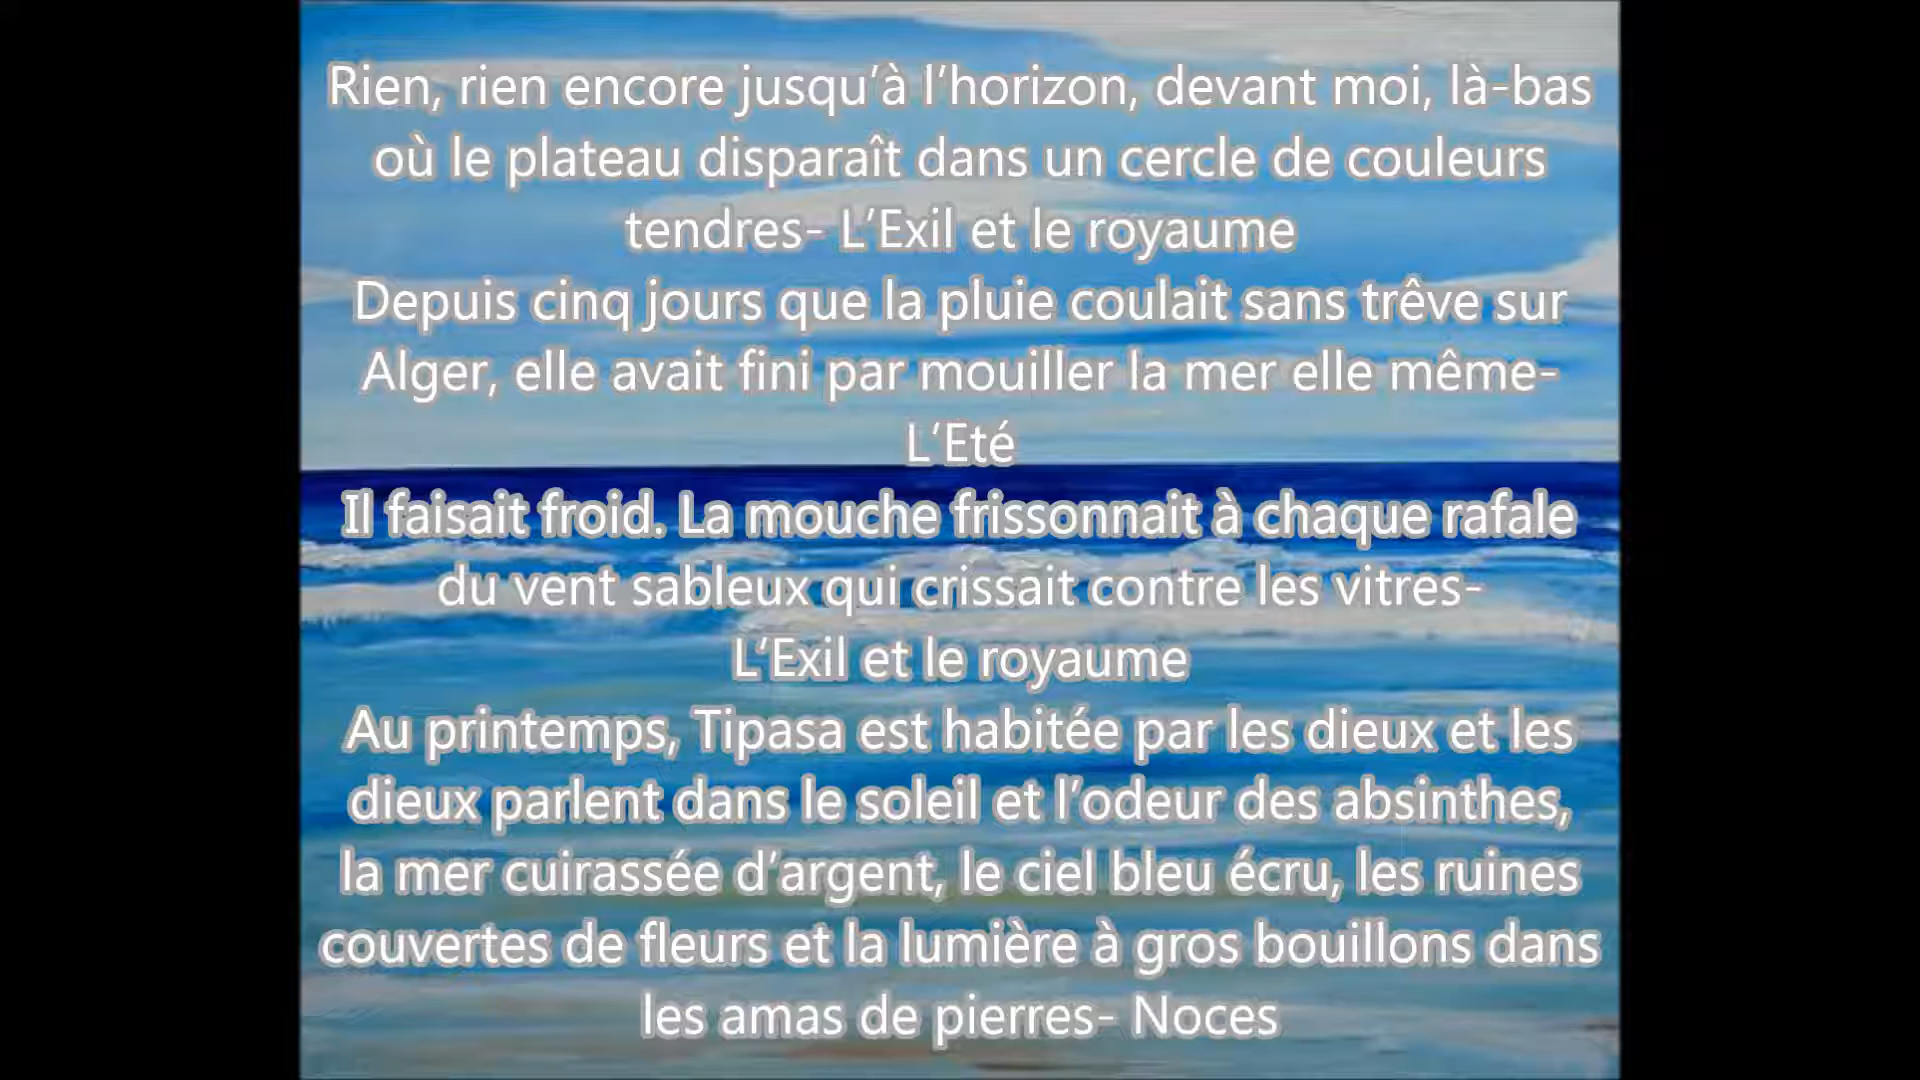 Rien, rien encore jusqu’à l’horizon, devant moi, là-bas
où le plateau disparaît dans un cercle de couleurs
tendres- L’Exil et le royaume
Depuis cinq jours que la pluie coulait sans trêve sur
Alger, elle avait fini par mouiller la mer elle même-
L’Eté
Il faisait froid. La mouche frissonnait à chaque rafale
du vent sableux qui crissait contre les vitres-
L’Exil et le royaume
Au printemps, Tipasa est habitée par les dieux et les
dieux parlent dans le soleil et l’odeur des absinthes,
la mer cuirassée d’argent, le ciel bleu écru, les ruines
couvertes de fleurs et la lumière à gros bouillons dans
les amas de pierres- Noces